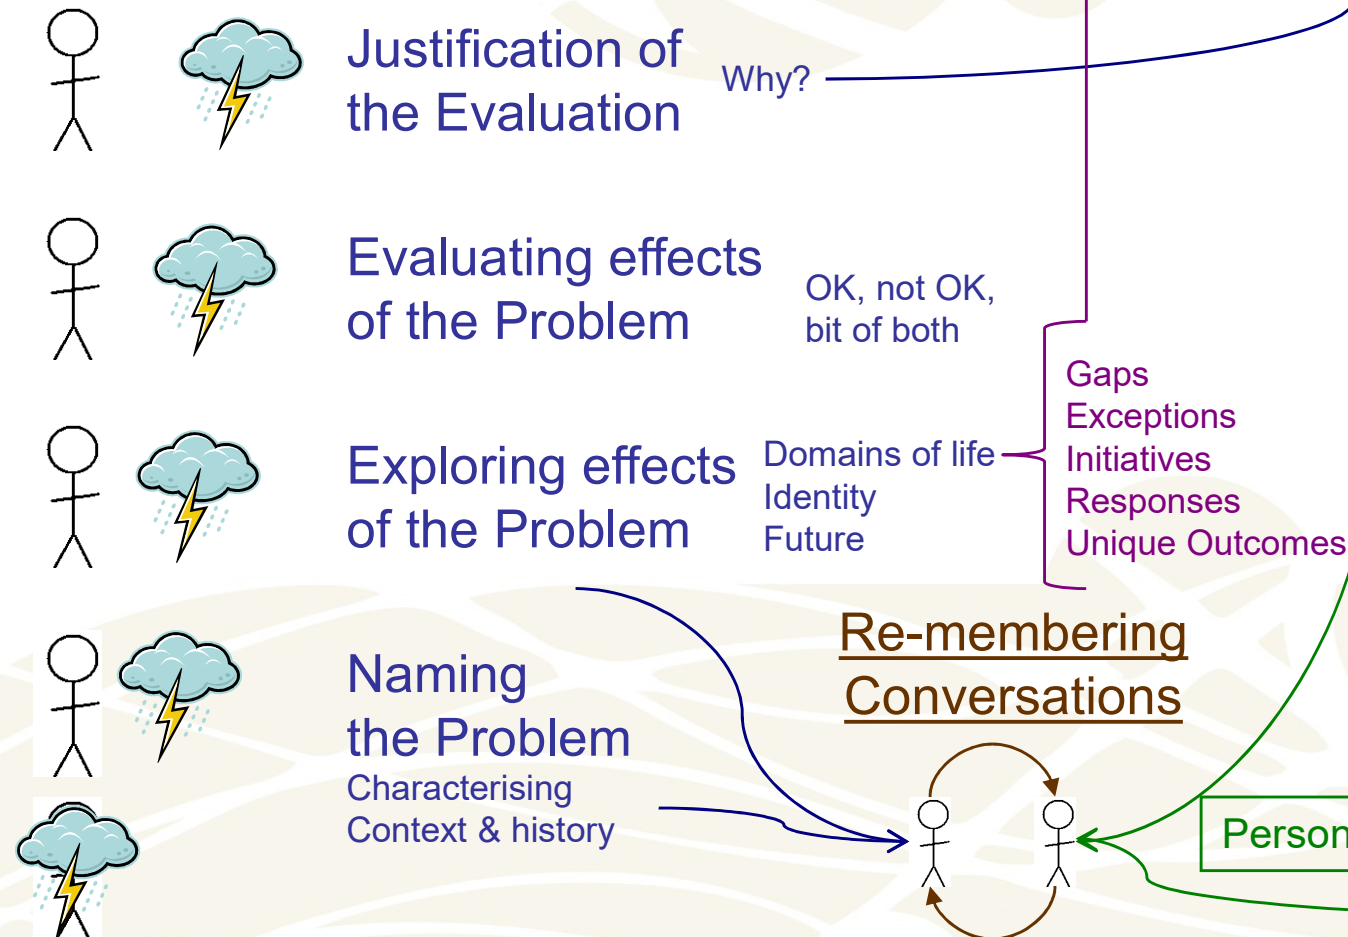 Justification of
the Evaluation
Why?
Evaluating effects
of the Problem
OK, not OK,
bit of both
Exploring effects
of the Problem
Domains of life
Identity
Future
Gaps
Exceptions
Initiatives
Responses
Unique Outcomes
Re-membering
Conversations
Naming
the Problem
Characterising
Context & history
Person